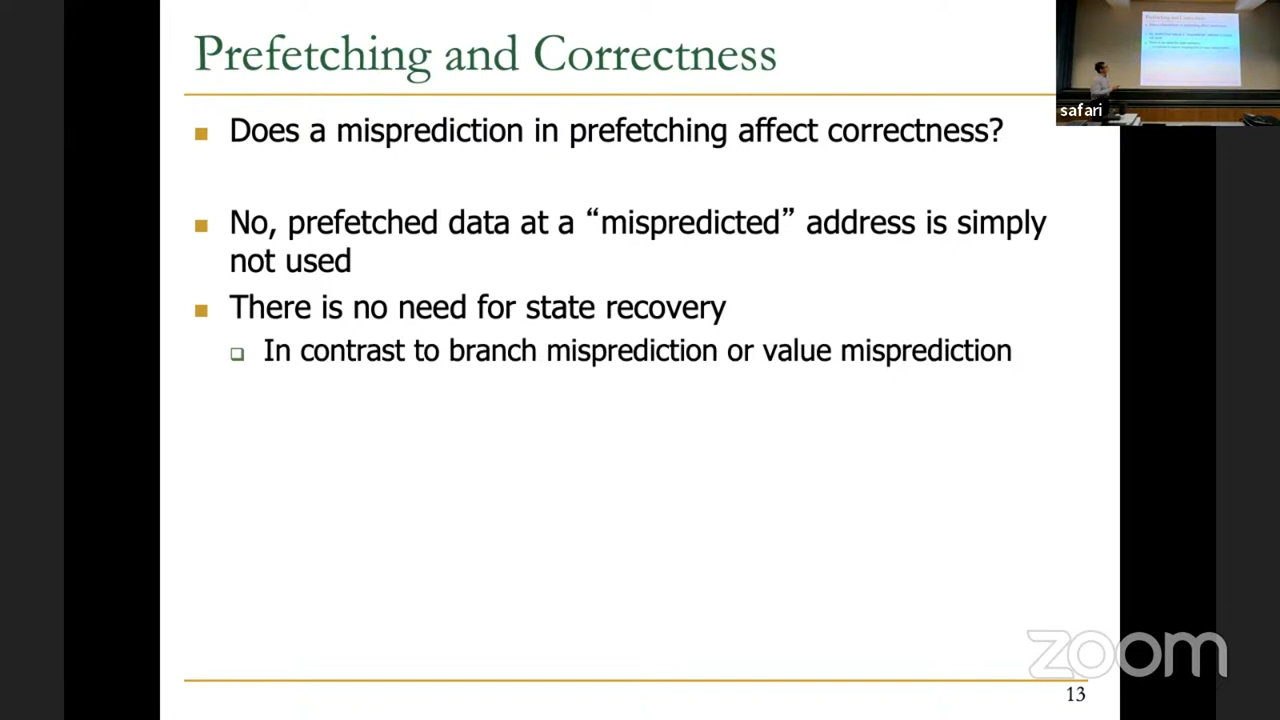 Prefetching and Correctness
safari
Does a misprediction in prefetching affect correctness?
No, prefetched data at a “mispredicted” address is simply
not used
There is no need for state recovery
In contrast to branch misprediction or value misprediction
zoom
13